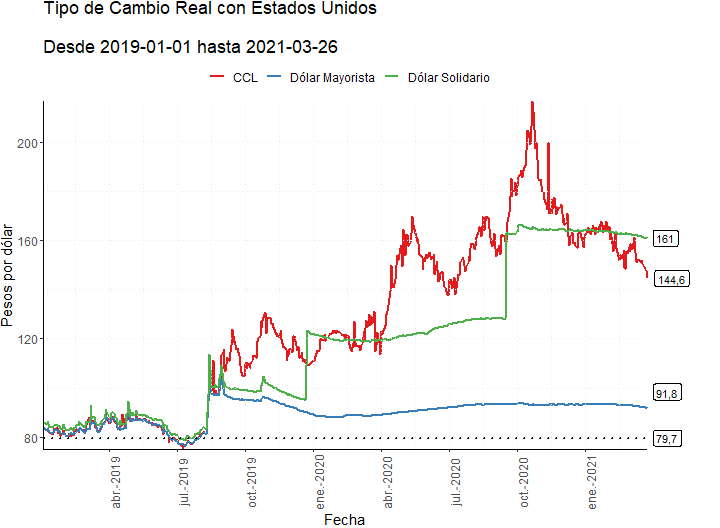 Tipo de Cambio Real con Estados Unidos
Desde 2019-01-01 hasta 2021-03-26
CCL Dólar Mayorista Dólar Solidario
Pesos por dólar
200
160
120
80
161
144,6
91,8
79,7
abr.-2019 jul.-2019 oct.-2019 ene.-2020 abr.-2020 jul.-2020 oct.-2020 ene.-2021
Fecha